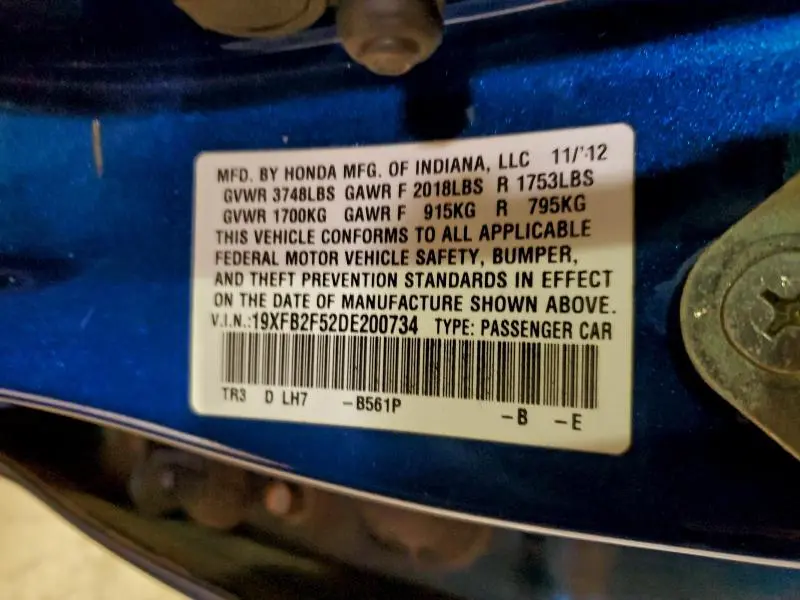 MFD. BY HONDA MFG. OF INDIANA, LLC 11/'12
GVWR 3748LBS GAWR F 2018LBS R 1753LBS
GVWR 1700KG GAWR F 915KG R 795KG
THIS VEHICLE CONFORMS TO ALL APPLICABLE
FEDERAL MOTOR VEHICLE SAFETY, BUMPER,
AND THEFT PREVENTION STANDARDS IN EFFECT
ON THE DATE OF MANUFACTURE SHOWN ABOVE.
V.I.N.:19XFB2F52DE200734 TYPE: PASSENGER CAR
TR3 D LH7 -B561P -B -E